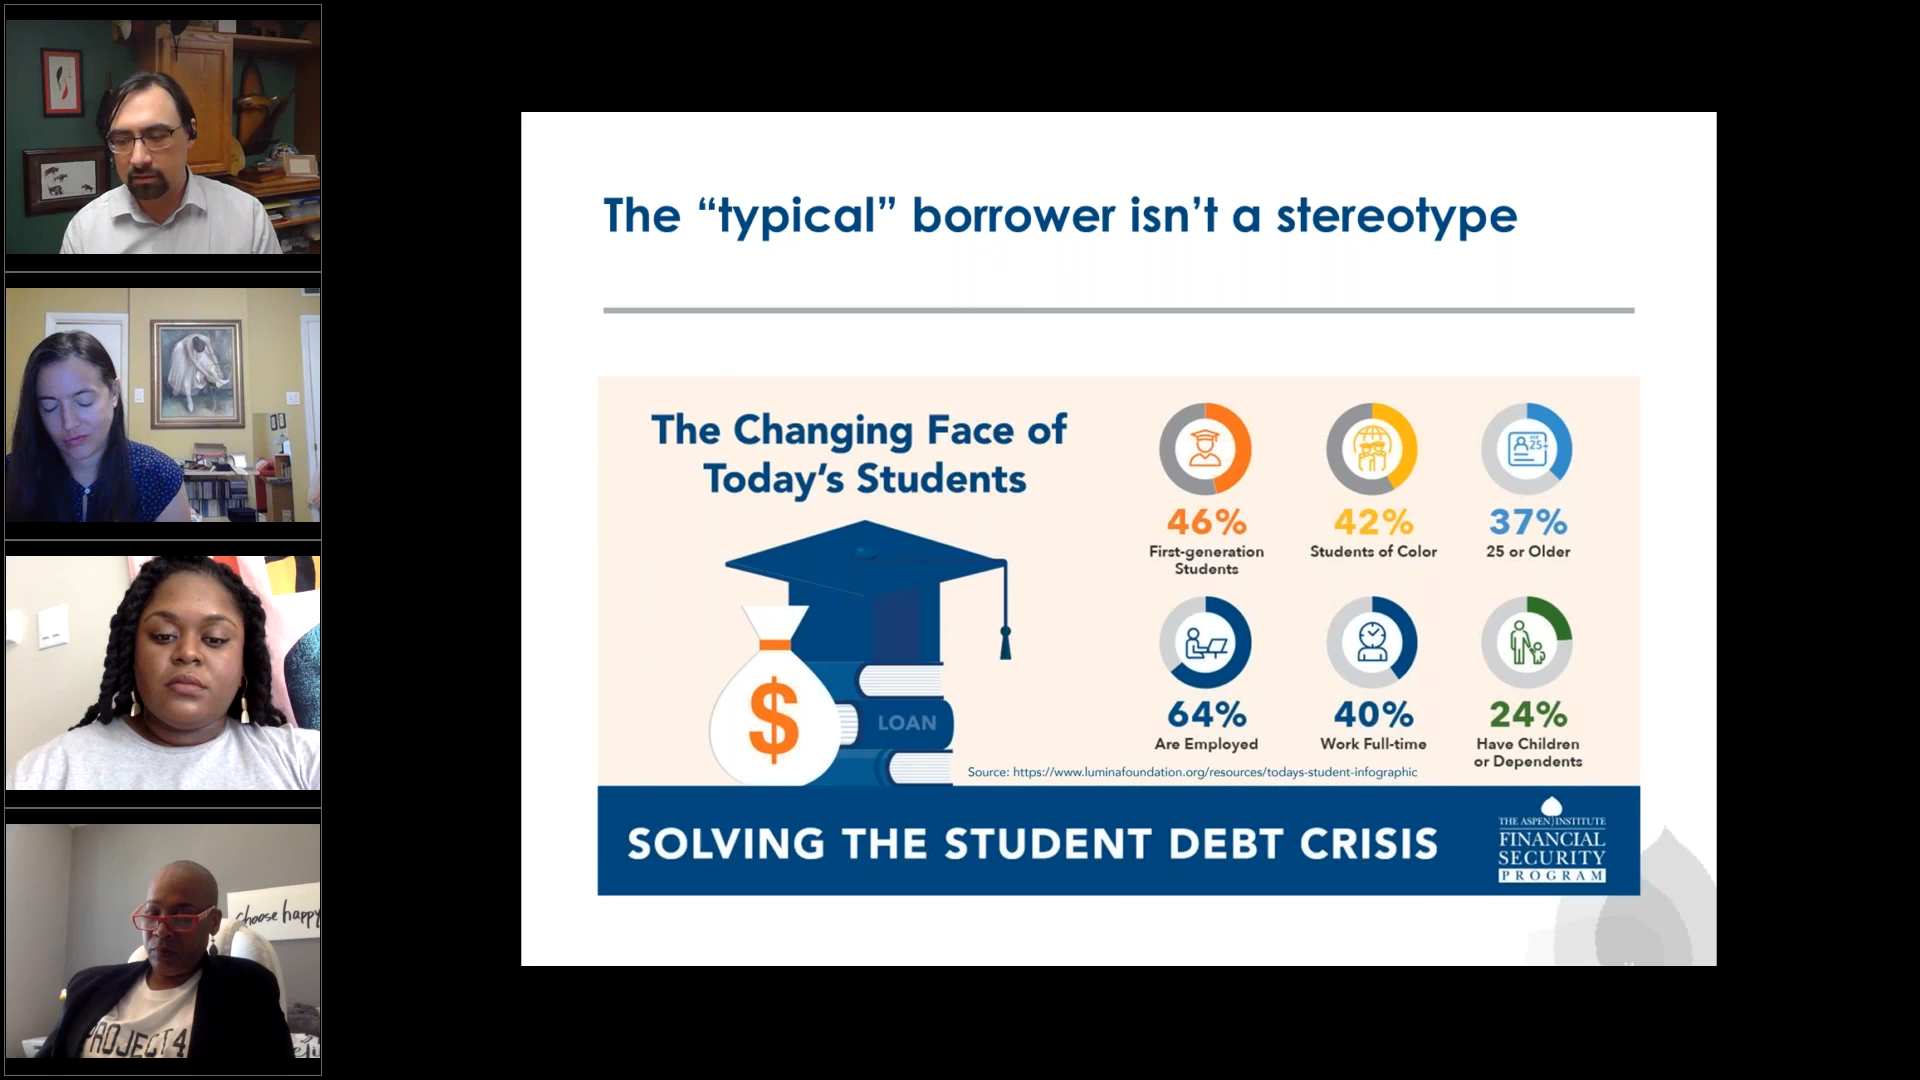 The “typical” borrower isn’t a stereotype
The Changing Face of
Today’s Students
25+
46%
First-generation
Students
42%
Students of Color
37%
25 or Older
64%
Are Employed
40%
Work Full-time
24%
Have Children
or Dependents
LOAN
$
Source: https://www.luminafoundation.org/resources/todays-student-infographic
SOLVING THE STUDENT DEBT CRISIS
THE ASPEN INSTITUTE
FINANCIAL
SECURITY
PROGRAM
choose happy
PROJECT4